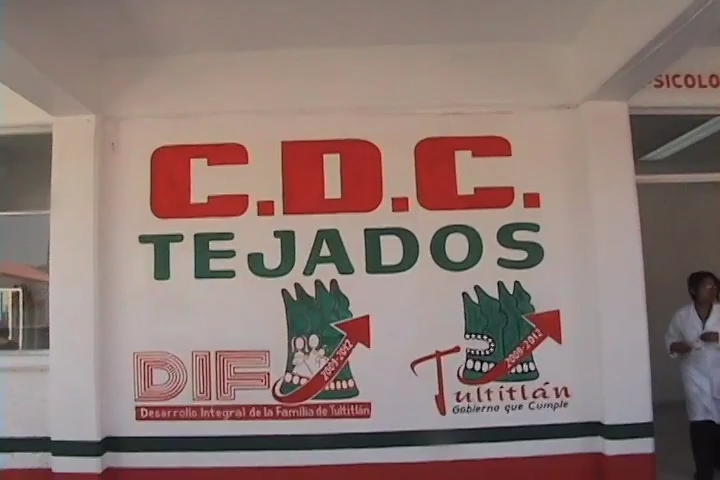 SICOLO
C.D.C.
TEJADOS
DIF
2009-2012
Desarrollo Integral de la Familia de Tultitlán
2009-2012
Tultitlán
Gobierno que Cumple